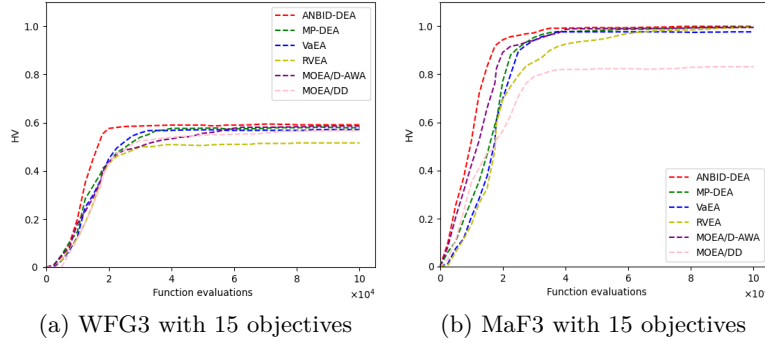 1.0
0.8
0.6
0.4
0.2
0
HV
0 2 4 6 8 10
Function evaluations
×10⁴
ANBID-DEA
MP-DEA
VaEA
RVEA
MOEA/D-AWA
MOEA/DD
(a) WFG3 with 15 objectives
1.0
0.8
0.6
0.4
0.2
0
HV
0 2 4 6 8 10
Function evaluations
ANBID-DEA
MP-DEA
VaEA
RVEA
MOEA/D-AWA
MOEA/DD
(b) MaF3 with 15 objectives